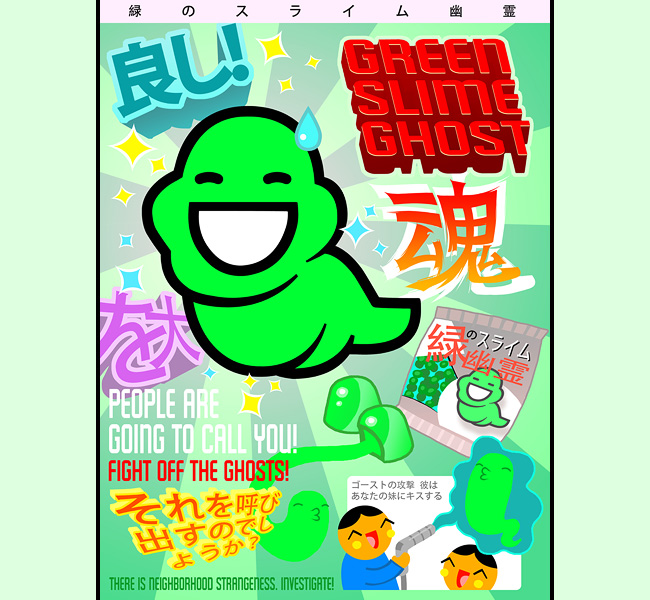 緑のスライム幽霊
良し!
GREEN
SLIME
GHOST
魂
を大
緑のスライム
幽霊
PEOPLE ARE
GOING TO CALL YOU!
FIGHT OFF THE GHOSTS!
それを呼び
出すのでし
ようか?
ゴーストの攻撃 彼は
あなたの妹にキスする
THERE IS NEIGHBORHOOD STRANGENESS. INVESTIGATE!